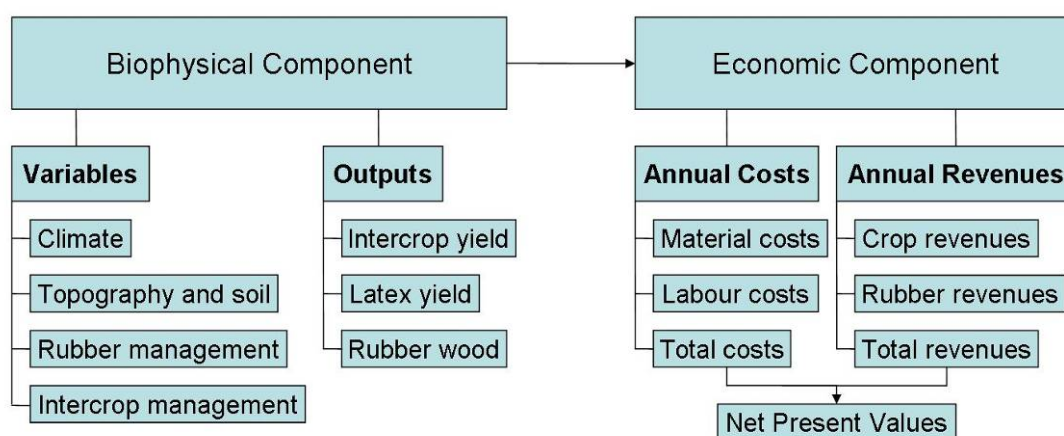 Biophysical Component
Economic Component
Variables
Climate
Topography and soil
Rubber management
Intercrop management
Outputs
Intercrop yield
Latex yield
Rubber wood
Annual Costs
Material costs
Labour costs
Total costs
Annual Revenues
Crop revenues
Rubber revenues
Total revenues
Net Present Values